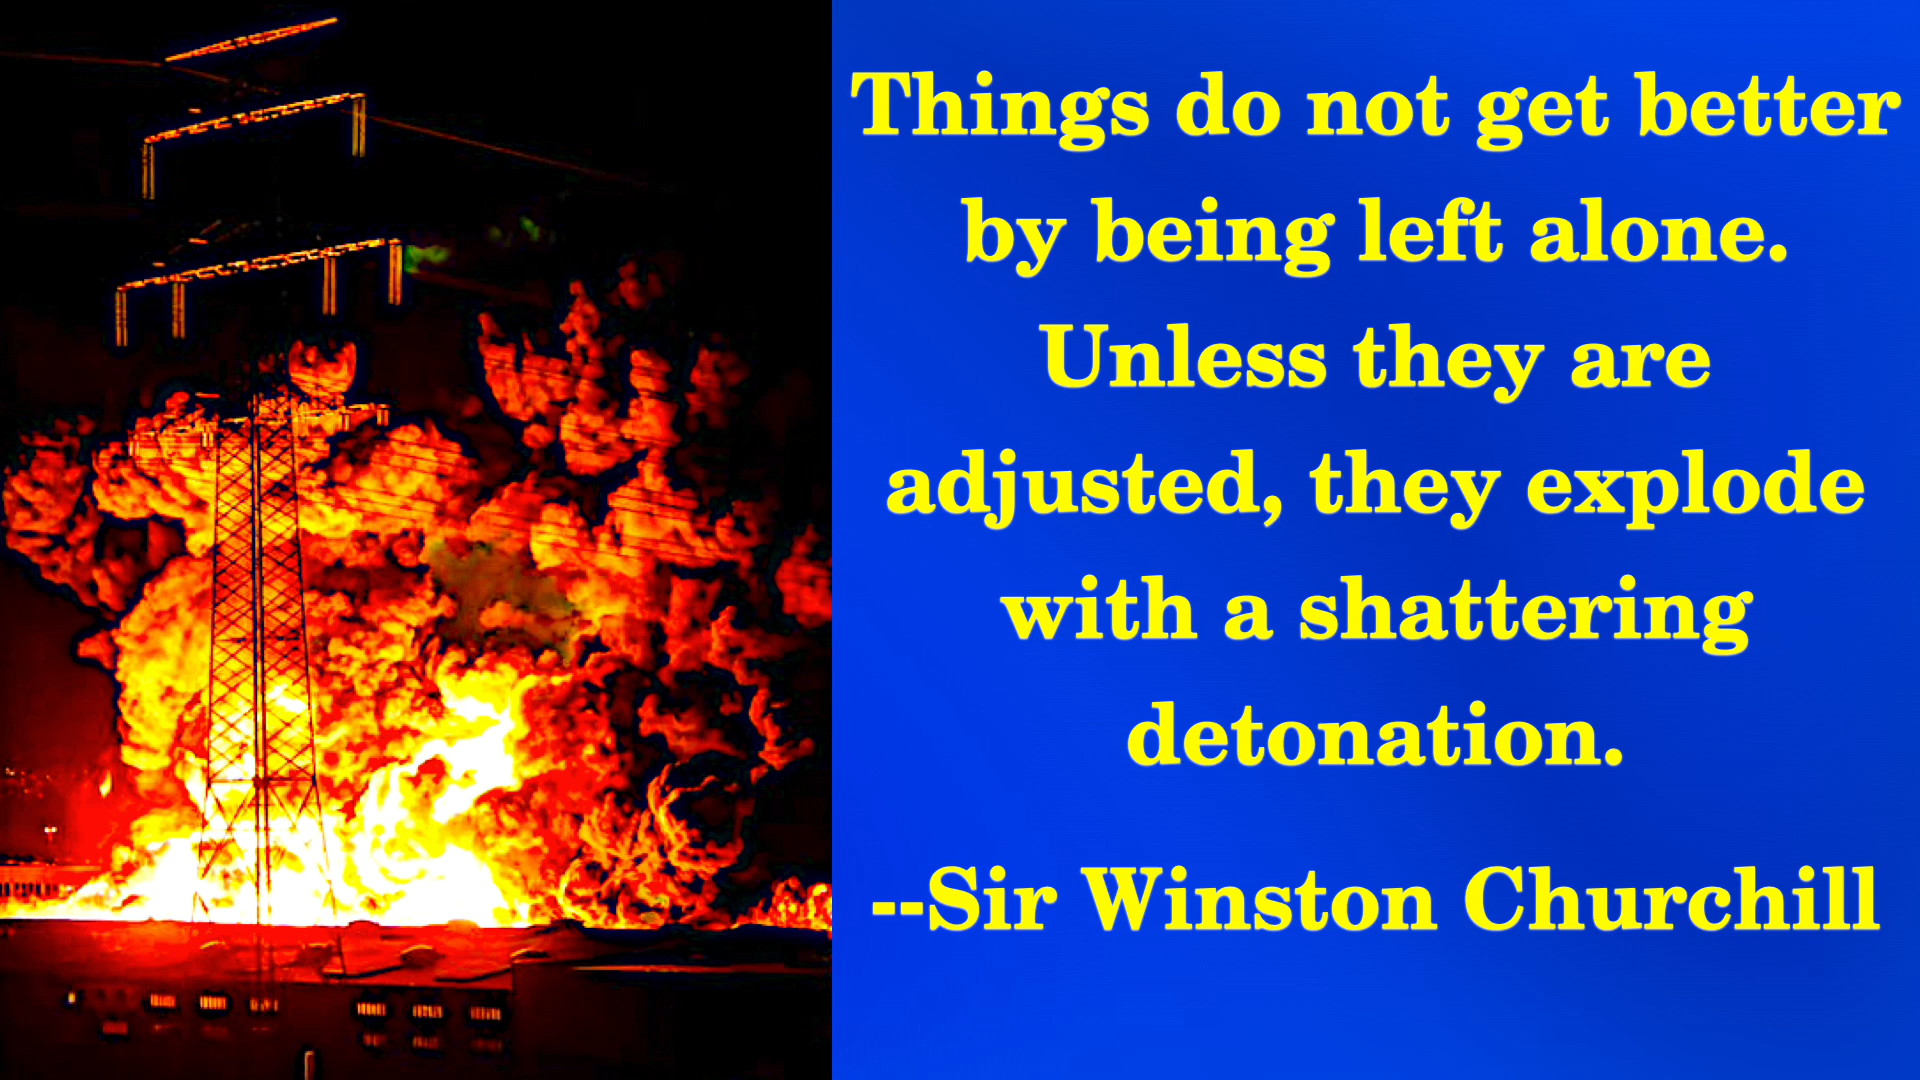 Things do not get better
by being left alone.
Unless they are
adjusted, they explode
with a shattering
detonation.
--Sir Winston Churchill